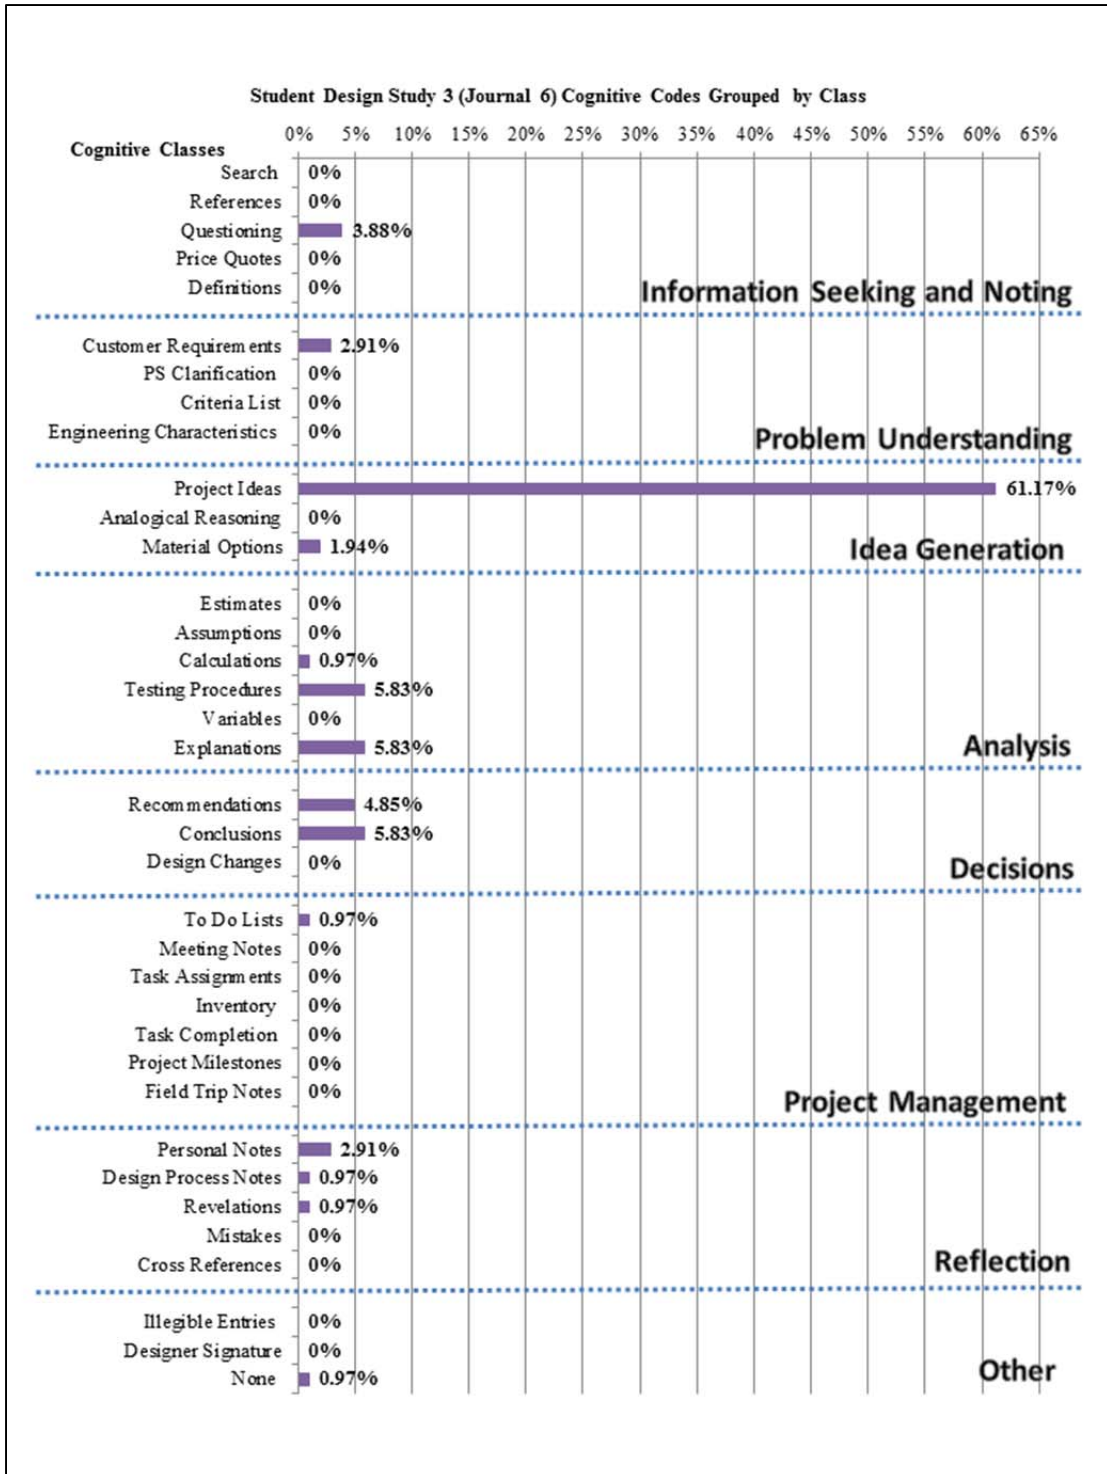 Student Design Study 3 (Journal 6) Cognitive Codes Grouped by Class
0% 5% 10% 15% 20% 25% 30% 35% 40% 45% 50% 55% 60% 65%
Cognitive Classes
Search 0%
References 0%
Questioning 3.88%
Price Quotes 0%
Definitions 0%
Information Seeking and Noting
Customer Requirements 2.91%
PS Clarification 0%
Criteria List 0%
Engineering Characteristics 0%
Problem Understanding
Project Ideas 61.17%
Analogical Reasoning 0%
Material Options 1.94%
Idea Generation
Estimates 0%
Assumptions 0%
Calculations 0.97%
Testing Procedures 5.83%
Variables 0%
Explanations 5.83%
Analysis
Recommendations 4.85%
Conclusions 5.83%
Design Changes 0%
Decisions
To Do Lists 0.97%
Meeting Notes 0%
Task Assignments 0%
Inventory 0%
Task Completion 0%
Project Milestones 0%
Field Trip Notes 0%
Project Management
Personal Notes 2.91%
Design Process Notes 0.97%
Revelations 0.97%
Mistakes 0%
Cross References 0%
Reflection
Illegible Entries 0%
Designer Signature 0%
None 0.97%
Other